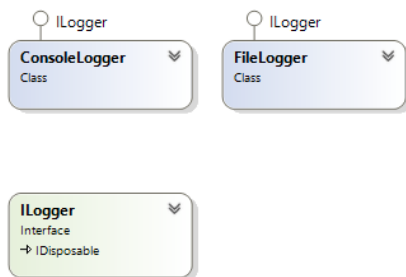 ILogger
ConsoleLogger
Class
ILogger
FileLogger
Class
ILogger
Interface
IDisposable